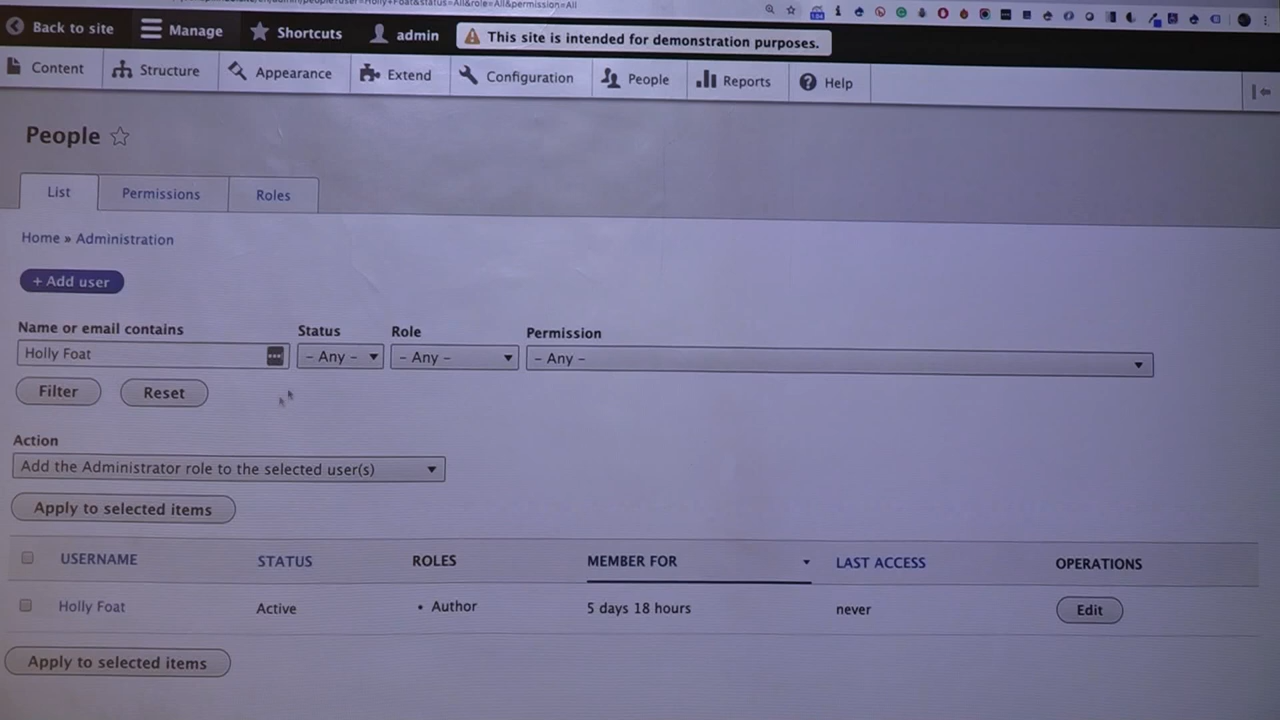 Back to site Manage Shortcuts admin This site is intended for demonstration purposes.
Content Structure Appearance Extend Configuration People Reports Help
People
List Permissions Roles
Home » Administration
+ Add user
Name or email contains Status Role Permission
Holly Foat – Any – – Any – – Any –
Filter Reset
Action
Add the Administrator role to the selected user(s)
Apply to selected items
USERNAME STATUS ROLES MEMBER FOR LAST ACCESS OPERATIONS
Holly Foat Active • Author 5 days 18 hours never Edit
Apply to selected items